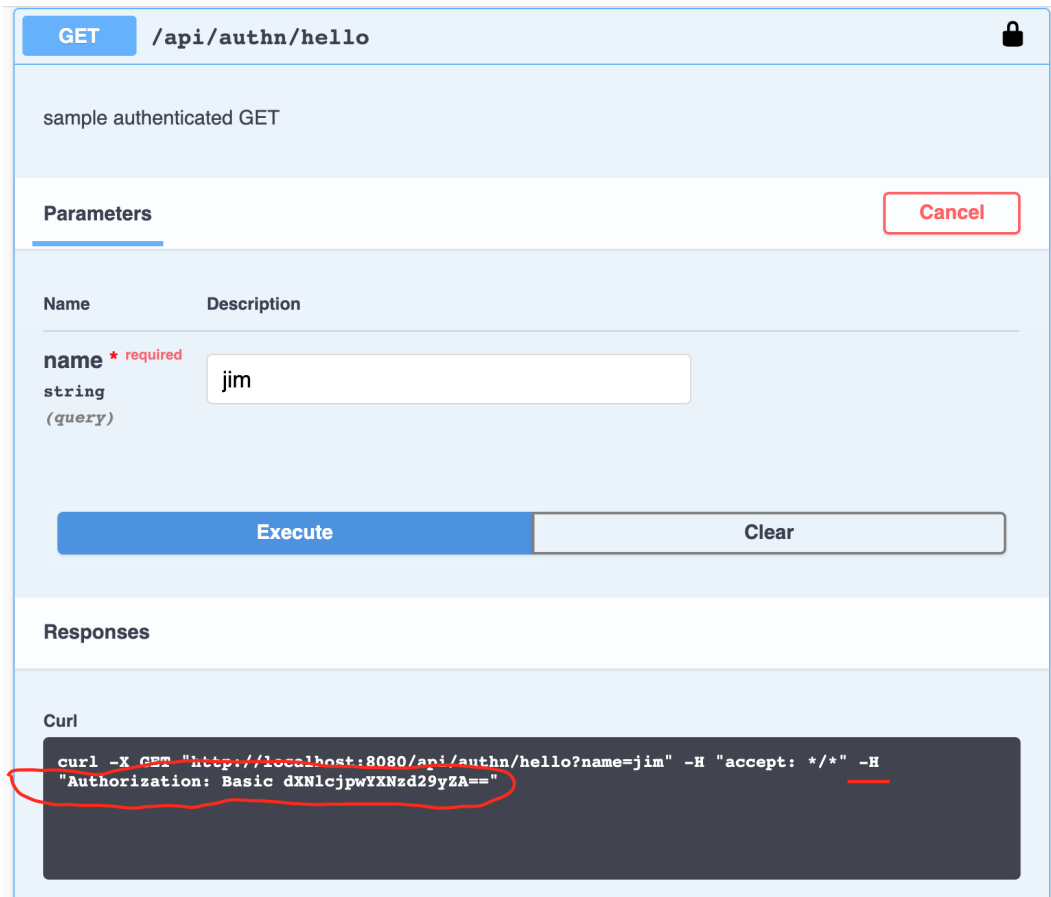 GET /api/authn/hello
sample authenticated GET
Parameters
Cancel
Name Description
name * required
jim
string
(query)
Execute Clear
Responses
Curl
curl -X GET "http://localhost:8080/api/authn/hello?name=jim" -H "accept: */*" -H
"Authorization: Basic dXNlcjpwYXNzd29yZA=="